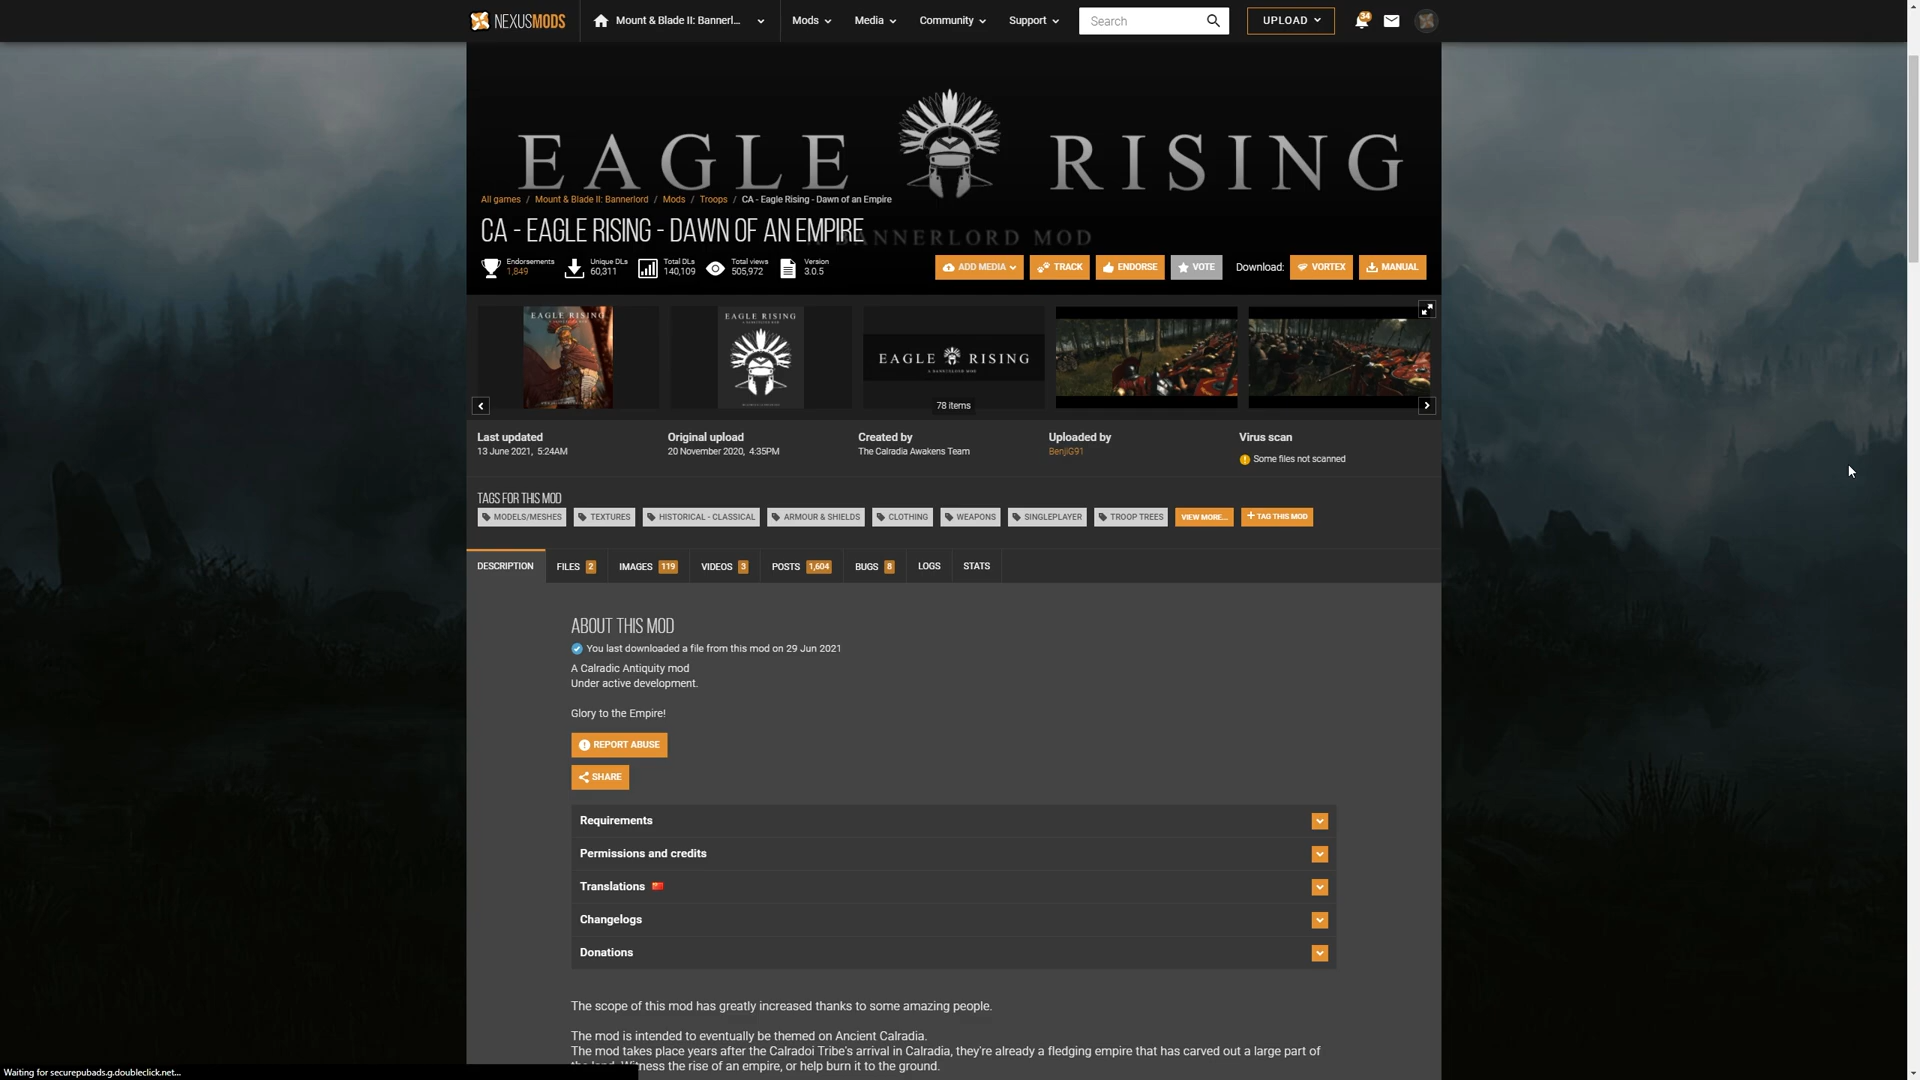 NEXUSMODS
Mount & Blade II: Bannerl...
Mods
Media
Community
Support
Search
UPLOAD
34
EAGLE RISING
All games / Mount & Blade II: Bannerlord / Mods / Troops / CA - Eagle Rising - Dawn of an Empire
CA - EAGLE RISING - DAWN OF AN EMPIRE
BANNERLORD MOD
Endorsements
1,849
Unique DLs
60,311
Total DLs
140,109
Total views
505,972
Version
3.0.5
ADD MEDIA
TRACK
ENDORSE
VOTE
Download:
VORTEX
MANUAL
EAGLE RISING
EAGLE RISING
EAGLE RISING
A BANNERLORD MOD
78 items
Last updated
13 June 2021, 5:24AM
Original upload
20 November 2020, 4:35PM
Created by
The Calradia Awakens Team
Uploaded by
BenjiG91
Virus scan
Some files not scanned
TAGS FOR THIS MOD
MODELS/MESHES
TEXTURES
HISTORICAL - CLASSICAL
ARMOUR & SHIELDS
CLOTHING
WEAPONS
SINGLEPLAYER
TROOP TREES
VIEW MORE...
TAG THIS MOD
DESCRIPTION
FILES 2
IMAGES 119
VIDEOS 3
POSTS 1,604
BUGS 8
LOGS
STATS
ABOUT THIS MOD
You last downloaded a file from this mod on 29 Jun 2021
A Calradic Antiquity mod
Under active development.
Glory to the Empire!
REPORT ABUSE
SHARE
Requirements
Permissions and credits
Translations
Changelogs
Donations
The scope of this mod has greatly increased thanks to some amazing people.
The mod is intended to eventually be themed on Ancient Calradia.
The mod takes place years after the Calradoi Tribe's arrival in Calradia, they're already a fledging empire that has carved out a large part of
the rise of an empire, or help burn it to the ground.
Waiting for securepubads.g.doubleclick.net...